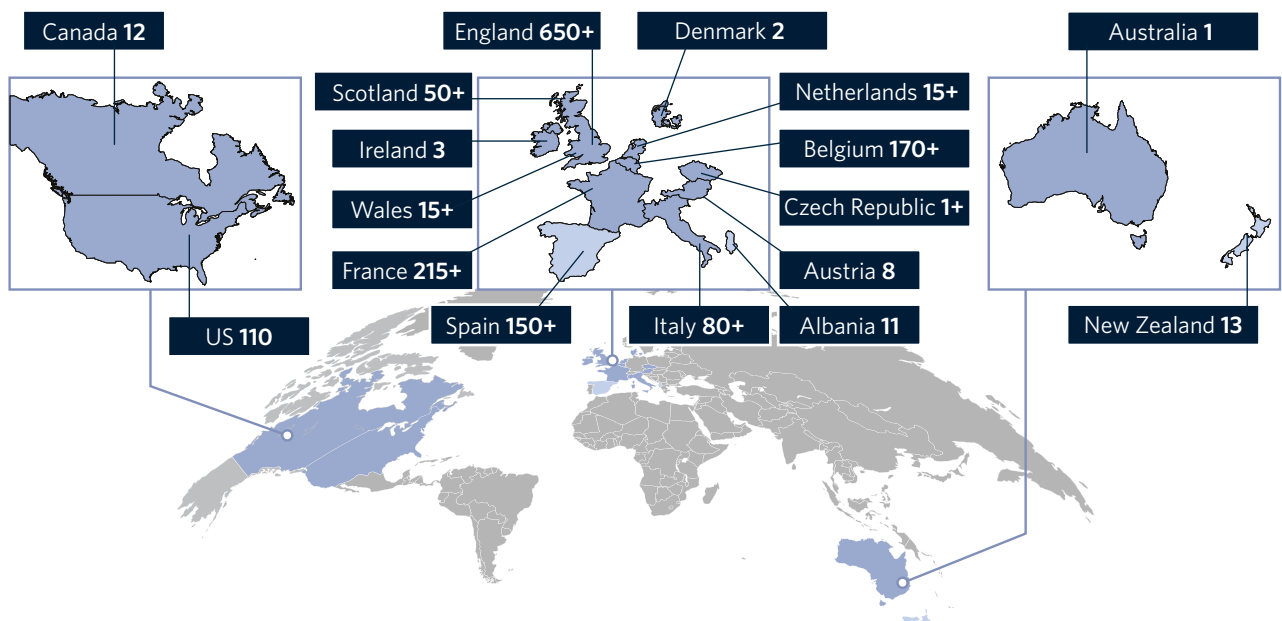 Canada 12
England 650+
Denmark 2
Australia 1
Scotland 50+
Netherlands 15+
Ireland 3
Belgium 170+
Wales 15+
Czech Republic 1+
France 215+
Austria 8
US 110
Spain 150+
Italy 80+
Albania 11
New Zealand 13